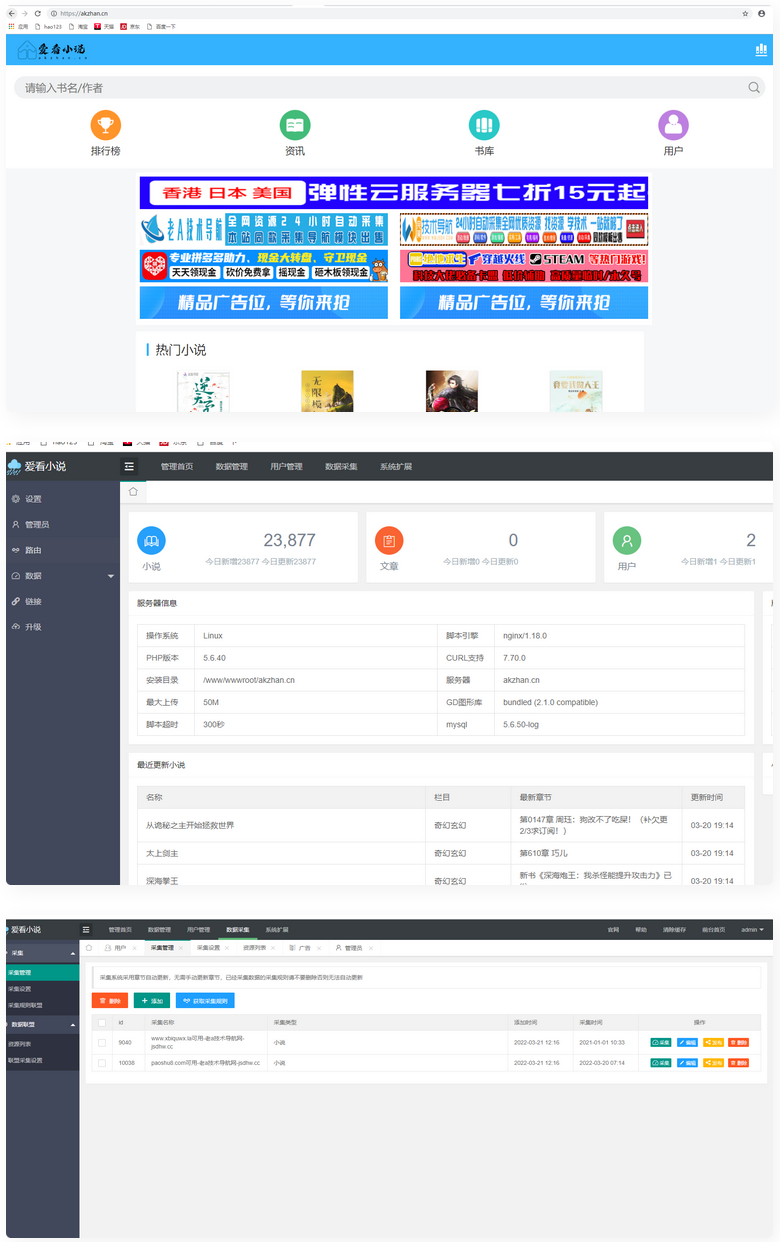 https://akzhan.cn
应用 hao123 淘宝 天猫 京东 百度一下
爱看小说
请输入书名/作者
排行榜 资讯 书库 用户
香港 日本 美国 弹性云服务器七折15元起
老A技术导航 全网资源24小时自动采集
本站同款采集导航模块出售
技术导航 24小时自动采集全网优质资源 找资源 学技术 一站就够了
专业拼多多助力、现金大转盘、守卫现金
天天领现金 砍价免费拿 摇现金 砸木板领现金
穿越火线 STEAM 等热门游戏!
精品广告位, 等你来抢 精品广告位, 等你来抢
热门小说
爱看小说 管理首页 数据管理 用户管理 数据采集 系统扩展
设置
管理员
路由
数据
链接
升级
23,877 0 2
小说 今日新增23877 今日更新23877 文章 今日新增0 今日更新0 用户 今日新增1 今日更新1
服务器信息
操作系统 Linux 脚本引擎 nginx/1.18.0
PHP版本 5.6.40 CURL支持 7.70.0
安装目录 /www/wwwroot/akzhan.cn 服务器 akzhan.cn
最大上传 50M GD图形库 bundled (2.1.0 compatible)
脚本超时 300秒 mysql 5.6.50-log
最近更新小说
名称 栏目 最新章节 更新时间
从诡秘之主开始拯救世界 奇幻玄幻 第0147章 周珏：狗改不了吃屎！（补欠更
2/3求订阅！） 03-20 19:14
太上剑主 奇幻玄幻 第610章 巧儿 03-20 19:14
深海拳王 奇幻玄幻 新书《深海炮王：我杀怪能提升攻击力》已 03-20 19:14
爱看小说 管理首页 数据管理 用户管理 数据采集 系统扩展 官网 帮助 清除缓存 前台首页 admin
采集 用户 采集管理 采集设置 资源列表 广告 管理员
采集管理
采集设置
采集规则联盟
数据联盟
资源列表
联盟采集设置
采集系统采用章节自动更新，无需手动更新章节，已经采集数据的采集规则请不要删除否则无法自动更新
删除 添加 获取采集规则
id 采集名称 采集类型 添加时间 采集时间 操作
9040 www.xbiquwx.la可用-老a技术导航网-
jsdhw.cc 小说 2022-03-21 12:16 2021-01-01 10:33 采集 编辑 发布 删除
10038 paoshu8.com可用-老a技术导航网-jsdhw.cc 小说 2022-03-21 12:16 2022-03-20 07:14 采集 编辑 发布 删除